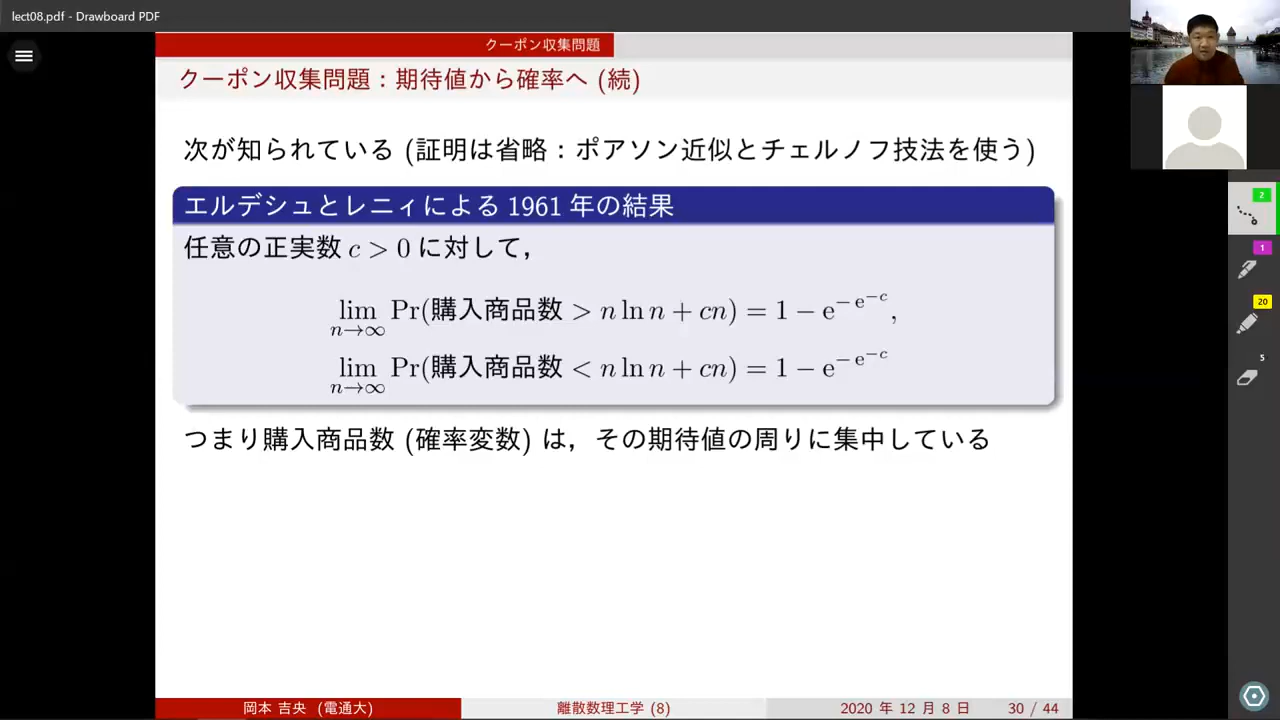 lect08.pdf - Drawboard PDF
クーポン収集問題
クーポン収集問題：期待値から確率へ (続)
次が知られている (証明は省略：ポアソン近似とチェルノフ技法を使う)
エルデシュとレニィによる 1961 年の結果
任意の正実数 c > 0 に対して，
lim n→∞ Pr(購入商品数 > n ln n + cn) = 1 − e^{−e^{−c}},
lim n→∞ Pr(購入商品数 < n ln n + cn) = 1 − e^{−e^{−c}}
つまり購入商品数 (確率変数) は，その期待値の周りに集中している
2
1
20
5
岡本 吉央 (電通大) 離散数理工学 (8) 2020 年 12 月 8 日 30 / 44